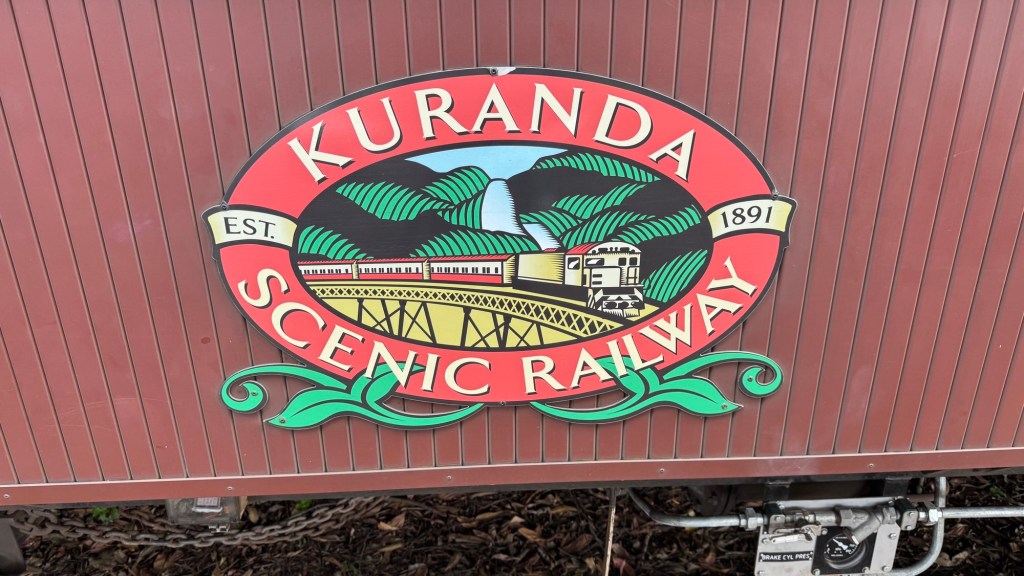 KURANDA
EST. 1891
SCENIC RAILWAY
BRAKE CYL PRES